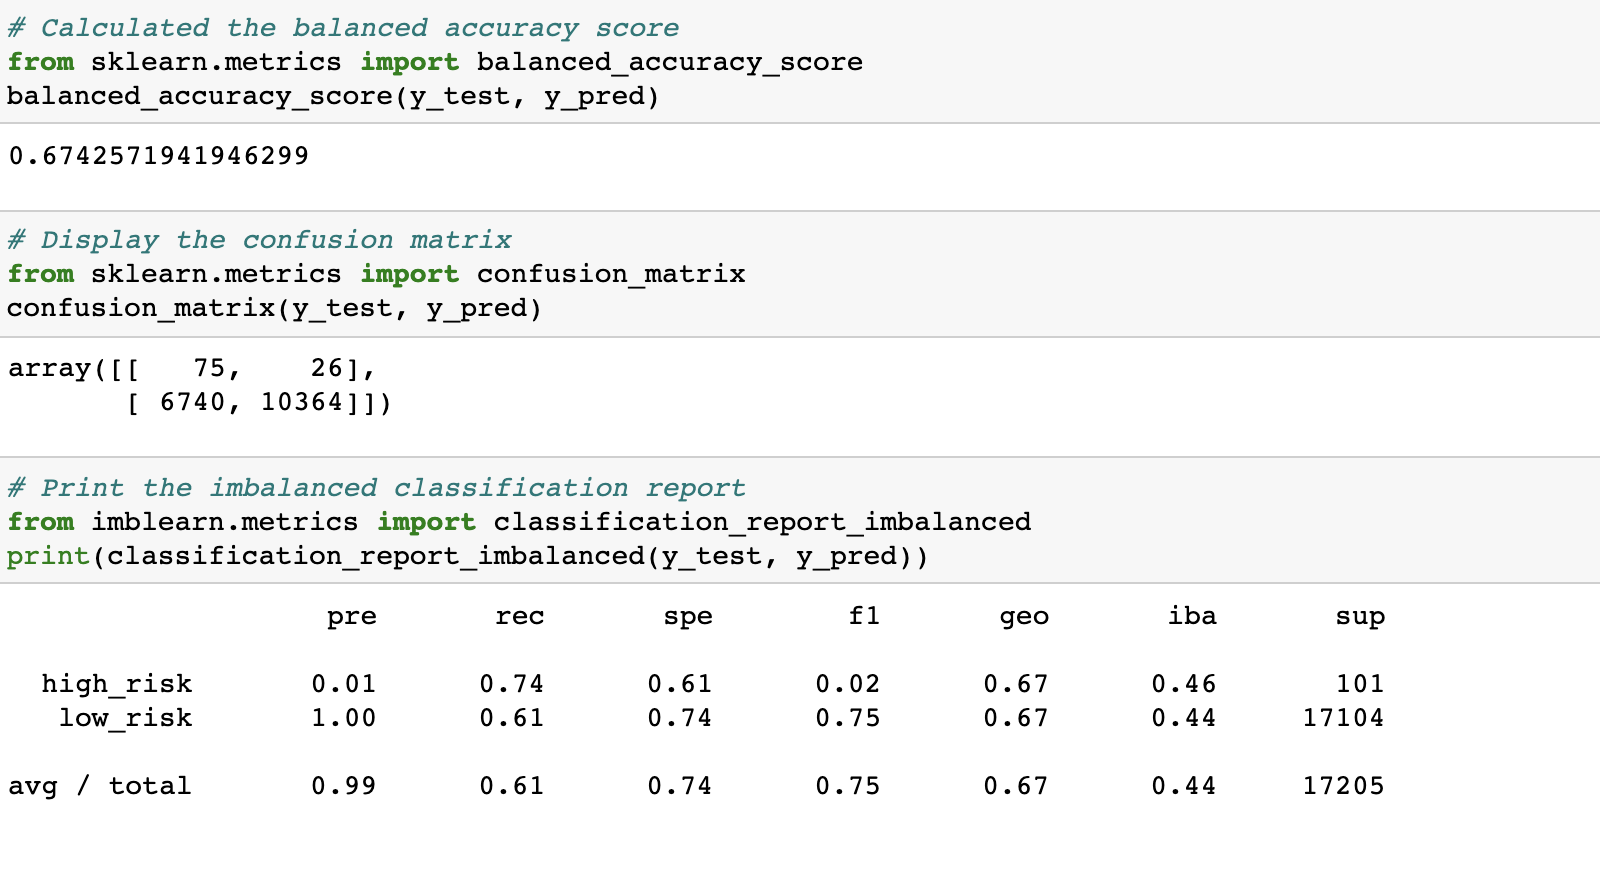 # Calculated the balanced accuracy score
from sklearn.metrics import balanced_accuracy_score
balanced_accuracy_score(y_test, y_pred)
0.6742571941946299
# Display the confusion matrix
from sklearn.metrics import confusion_matrix
confusion_matrix(y_test, y_pred)
array([[   75,    26],
       [ 6740, 10364]])
# Print the imbalanced classification report
from imblearn.metrics import classification_report_imbalanced
print(classification_report_imbalanced(y_test, y_pred))
                   pre       rec       spe        f1       geo       iba       sup
  high_risk       0.01      0.74      0.61      0.02      0.67      0.46       101
   low_risk       1.00      0.61      0.74      0.75      0.67      0.44     17104
avg / total       0.99      0.61      0.74      0.75      0.67      0.44     17205